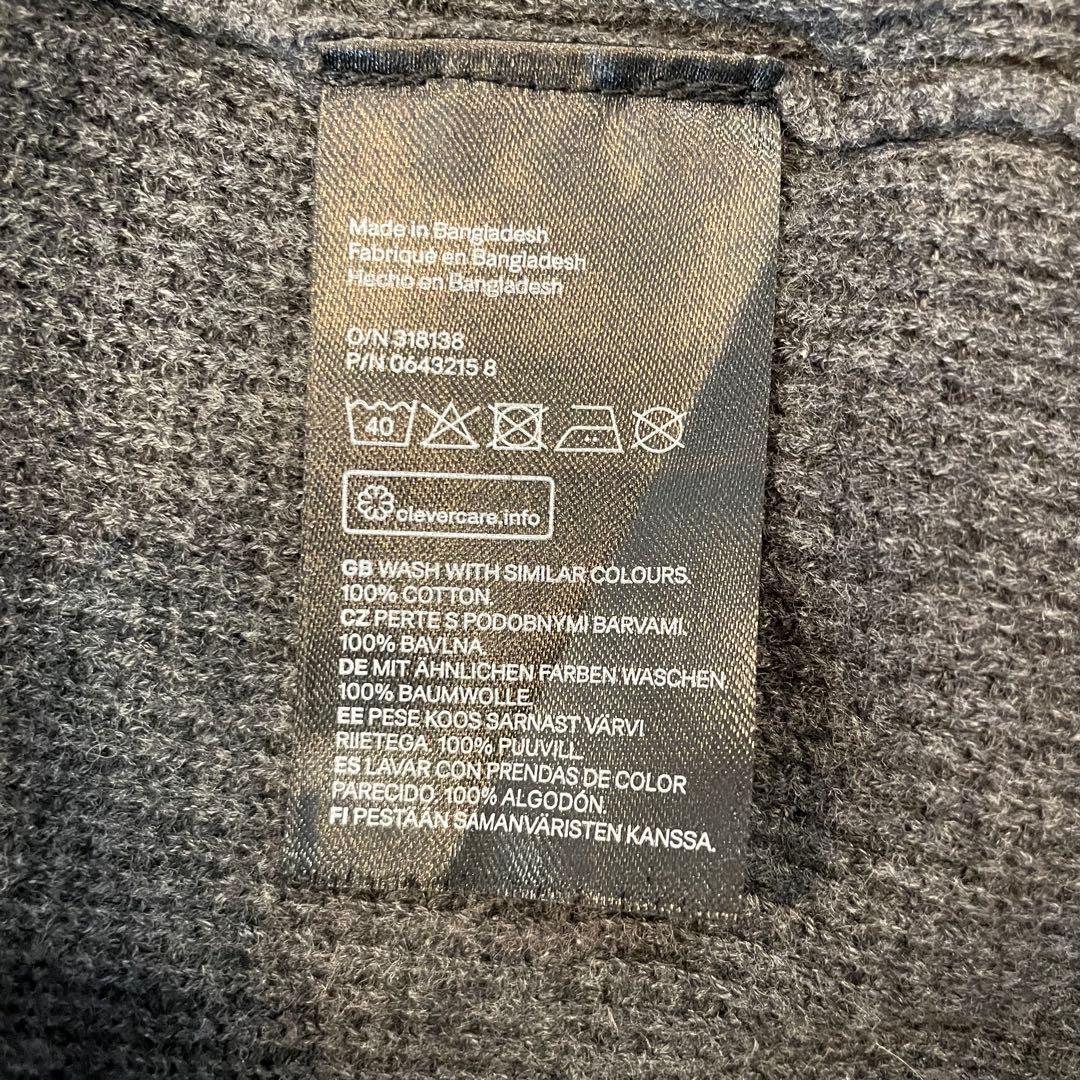 Made in Bangladesh
Fabriqué en Bangladesh
Hecho en Bangladesh
O/N 318138
P/N 0643215 8
40
clevercare.info
GB WASH WITH SIMILAR COLOURS.
100% COTTON.
CZ PERTE S PODOBNYMI BARVAMI.
100% BAVLNA.
DE MIT ÄHNLICHEN FARBEN WASCHEN.
100% BAUMWOLLE.
EE PESE KOOS SARNAST VÄRVI
RIIETEGA. 100% PUUVILL.
ES LAVAR CON PRENDAS DE COLOR
PARECIDO. 100% ALGODÓN.
FI PESTÄÄN SAMANVÄRISTEN KANSSA.